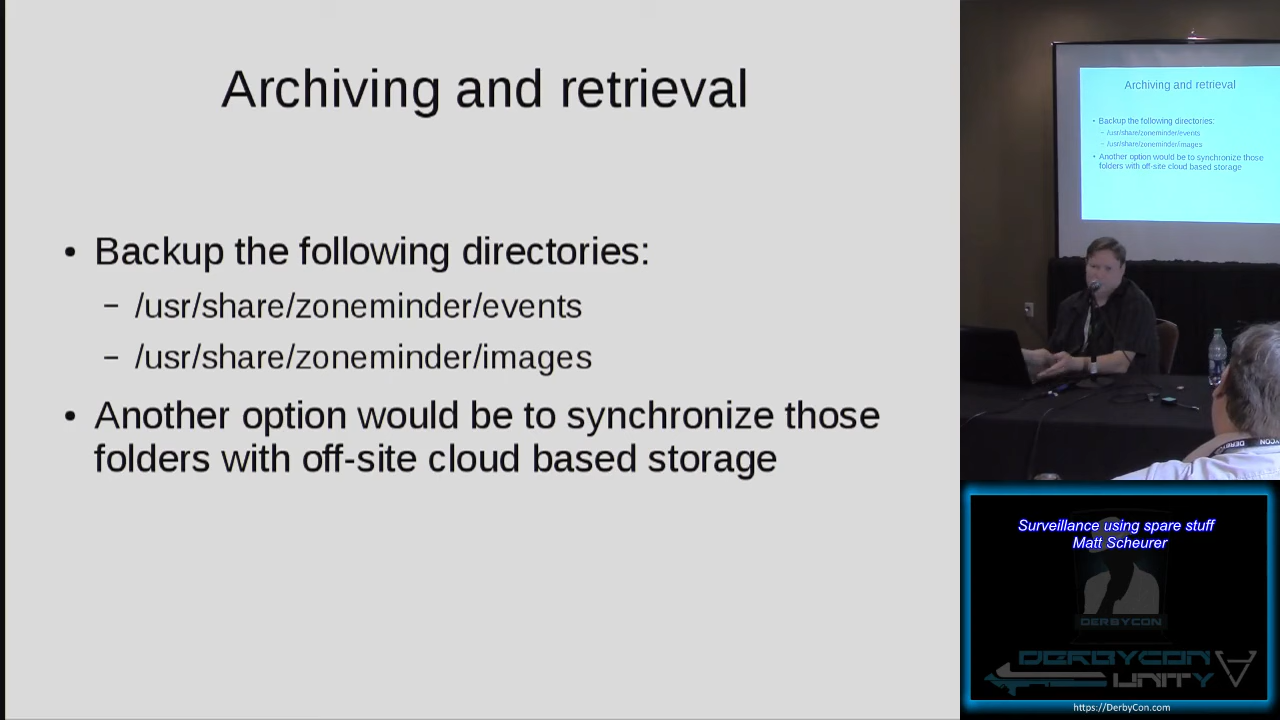 Archiving and retrieval
• Backup the following directories:
– /usr/share/zoneminder/events
– /usr/share/zoneminder/images
• Another option would be to synchronize those
folders with off-site cloud based storage
Archiving and retrieval
• Backup the following directories:
– /usr/share/zoneminder/events
– /usr/share/zoneminder/images
• Another option would be to synchronize those
folders with off-site cloud based storage
DERBYCON
Surveillance using spare stuff
Matt Scheurer
DERBYCON
DERBYCON
UNITY
https://DerbyCon.com